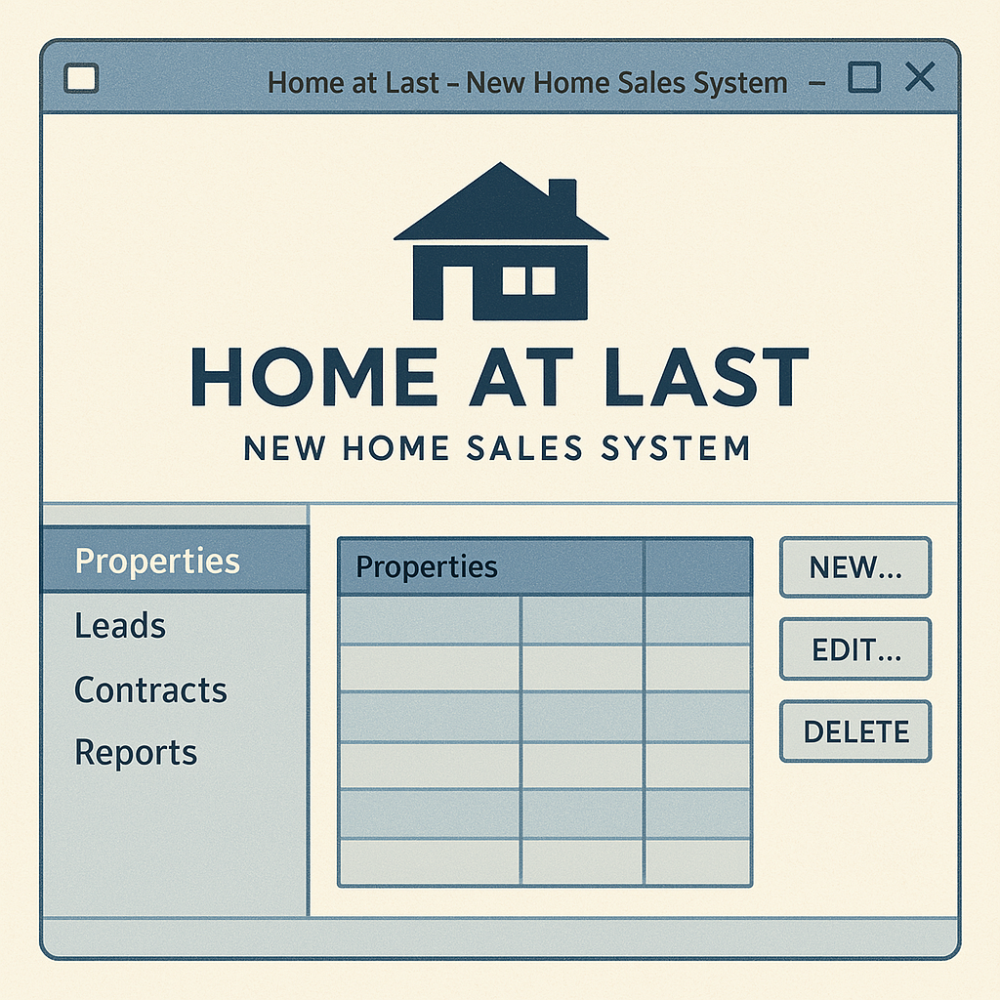 Home at Last – New Home Sales System
HOME AT LAST
NEW HOME SALES SYSTEM
Properties
Leads
Contracts
Reports
Properties
NEW...
EDIT...
DELETE